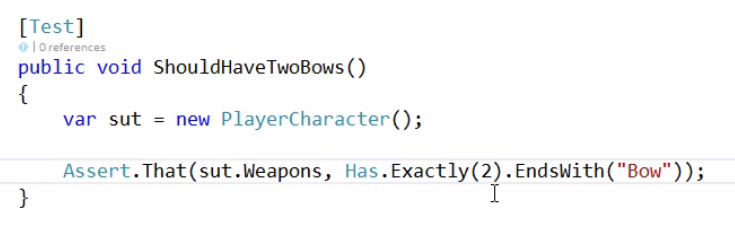 [Test]
| 0 references
public void ShouldHaveTwoBows()
{
var sut = new PlayerCharacter();
Assert.That(sut.Weapons, Has.Exactly(2).EndsWith("Bow"));
}